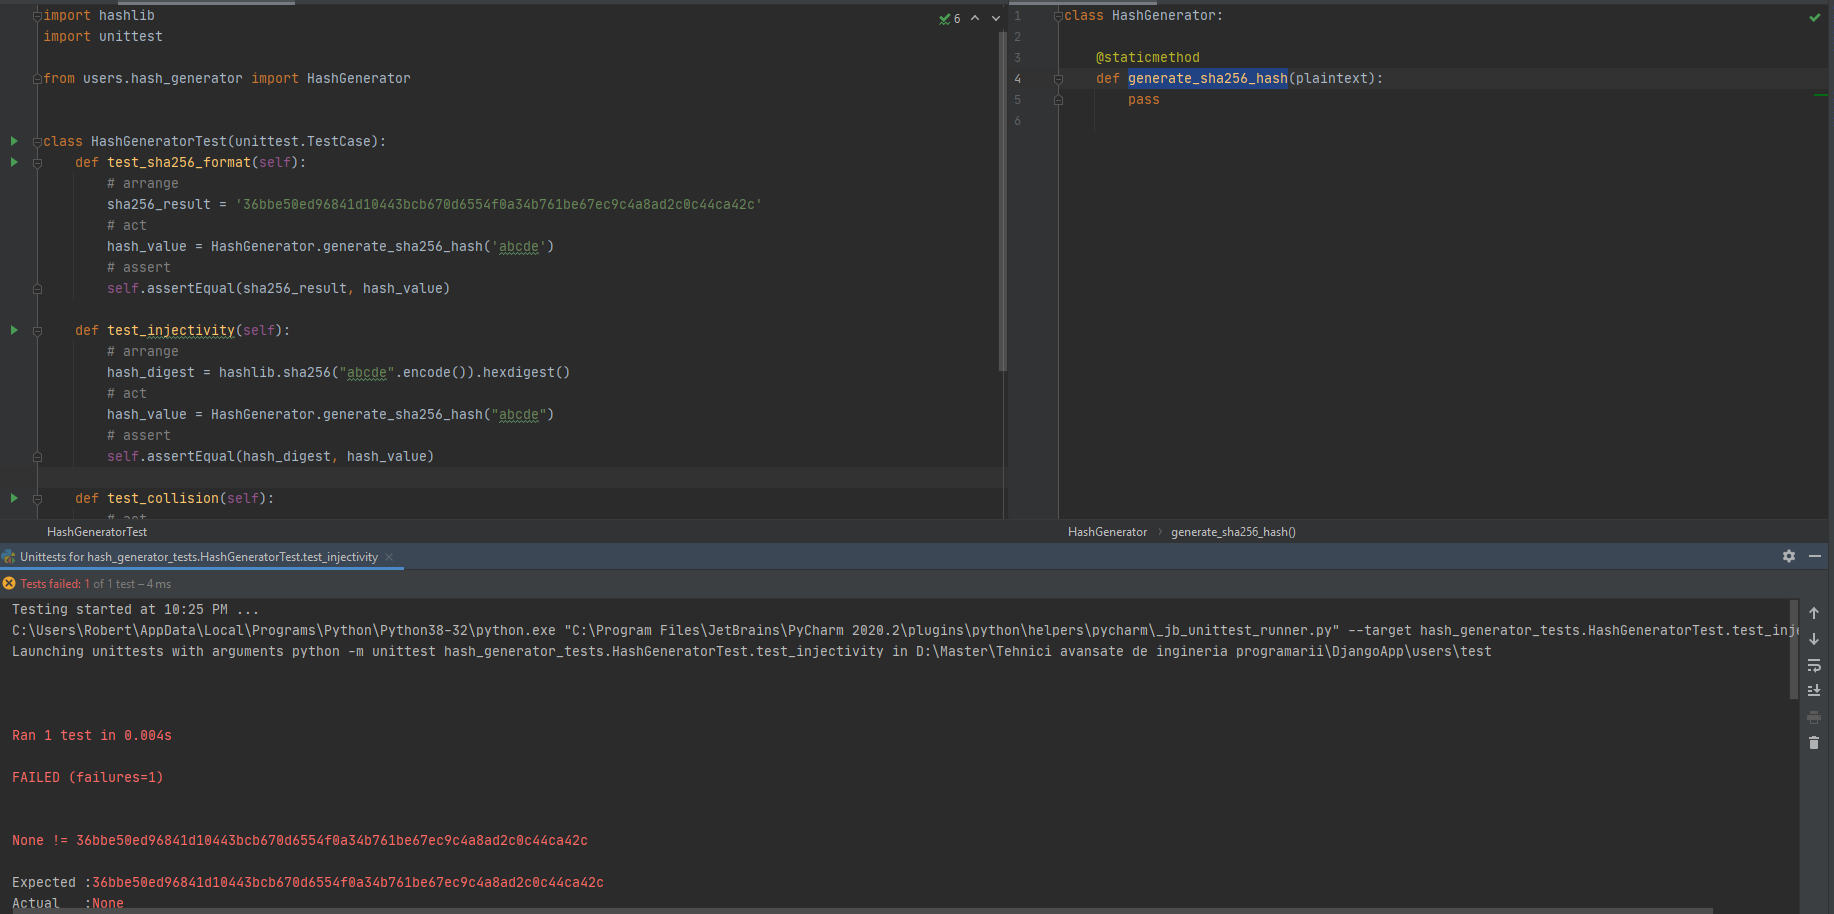 import hashlib
import unittest
from users.hash_generator import HashGenerator
class HashGeneratorTest(unittest.TestCase):
def test_sha256_format(self):
# arrange
sha256_result = '36bbe50ed96841d10443bcb670d6554f0a34b761be67ec9c4a8ad2c0c44ca42c'
# act
hash_value = HashGenerator.generate_sha256_hash('abcde')
# assert
self.assertEqual(sha256_result, hash_value)
def test_injectivity(self):
# arrange
hash_digest = hashlib.sha256("abcde".encode()).hexdigest()
# act
hash_value = HashGenerator.generate_sha256_hash("abcde")
# assert
self.assertEqual(hash_digest, hash_value)
def test_collision(self):
# act
6
HashGeneratorTest
1 class HashGenerator:
2
3 @staticmethod
4 def generate_sha256_hash(plaintext):
5 pass
6
HashGenerator › generate_sha256_hash()
Unittests for hash_generator_tests.HashGeneratorTest.test_injectivity ×
Tests failed: 1 of 1 test – 4 ms
Testing started at 10:25 PM ...
C:\Users\Robert\AppData\Local\Programs\Python\Python38-32\python.exe "C:\Program Files\JetBrains\PyCharm 2020.2\plugins\python\helpers\pycharm\_jb_unittest_runner.py" --target hash_generator_tests.HashGeneratorTest.test_inje
Launching unittests with arguments python -m unittest hash_generator_tests.HashGeneratorTest.test_injectivity in D:\Master\Tehnici avansate de ingineria programarii\DjangoApp\users\test
Ran 1 test in 0.004s
FAILED (failures=1)
None != 36bbe50ed96841d10443bcb670d6554f0a34b761be67ec9c4a8ad2c0c44ca42c
Expected :36bbe50ed96841d10443bcb670d6554f0a34b761be67ec9c4a8ad2c0c44ca42c
Actual :None